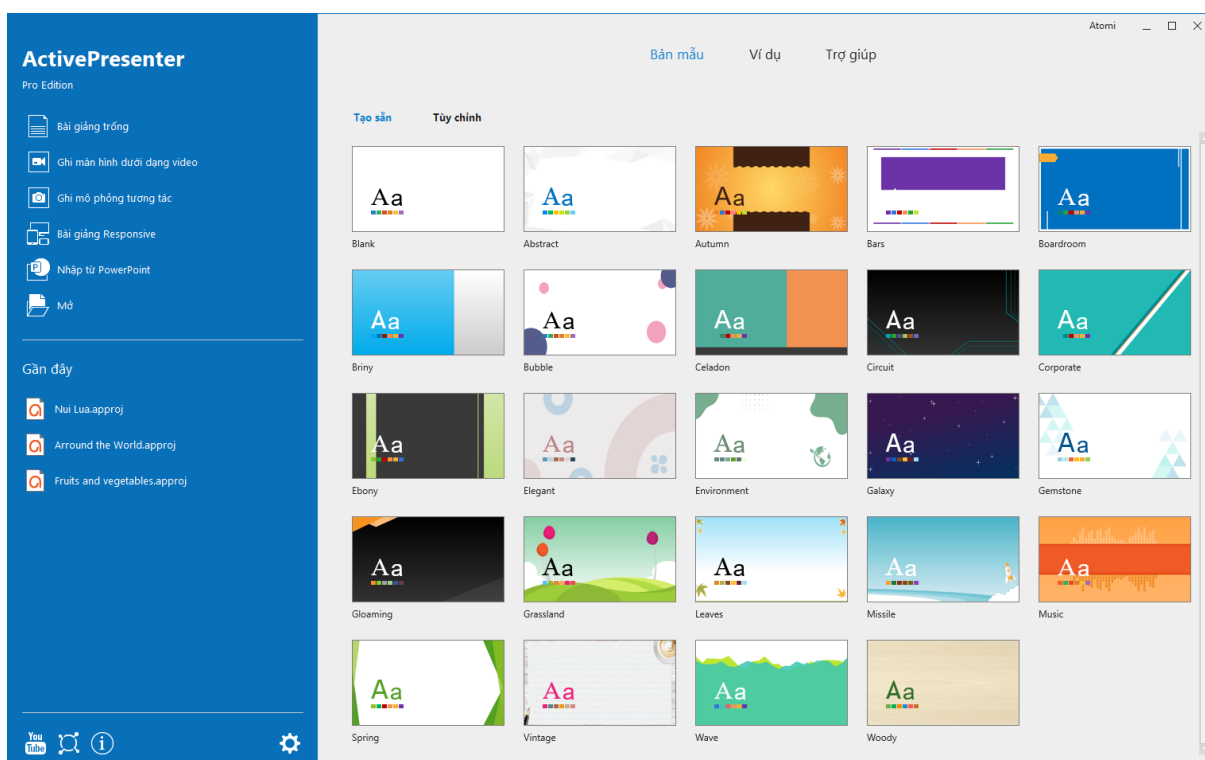 Atomi
ActivePresenter
Pro Edition
Bài giảng trống
Ghi màn hình dưới dạng video
Ghi mô phỏng tương tác
Bài giảng Responsive
Nhập từ PowerPoint
Mở
Gần đây
Nui Lua.approj
Arround the World.approj
Fruits and vegetables.approj
You
Tube
Bản mẫu Ví dụ Trợ giúp
Tạo sẵn Tùy chỉnh
Aa Aa Aa Aa
Blank Abstract Autumn Bars Boardroom
Aa Aa Aa Aa Aa
Briny Bubble Celadon Circuit Corporate
Aa Aa Aa Aa Aa
Ebony Elegant Environment Galaxy Gemstone
Aa Aa Aa Aa Aa
Gloaming Grassland Leaves Missile Music
Aa Aa Aa Aa
Spring Vintage Wave Woody